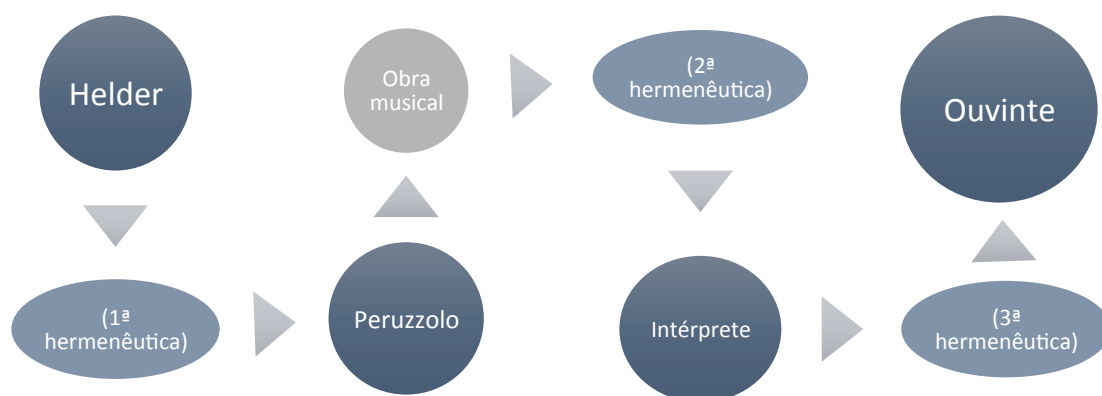 Helder
(1ª
hermenêutica)
Peruzzolo
Obra
musical
(2ª
hermenêutica)
Intérprete
(3ª
hermenêutica)
Ouvinte